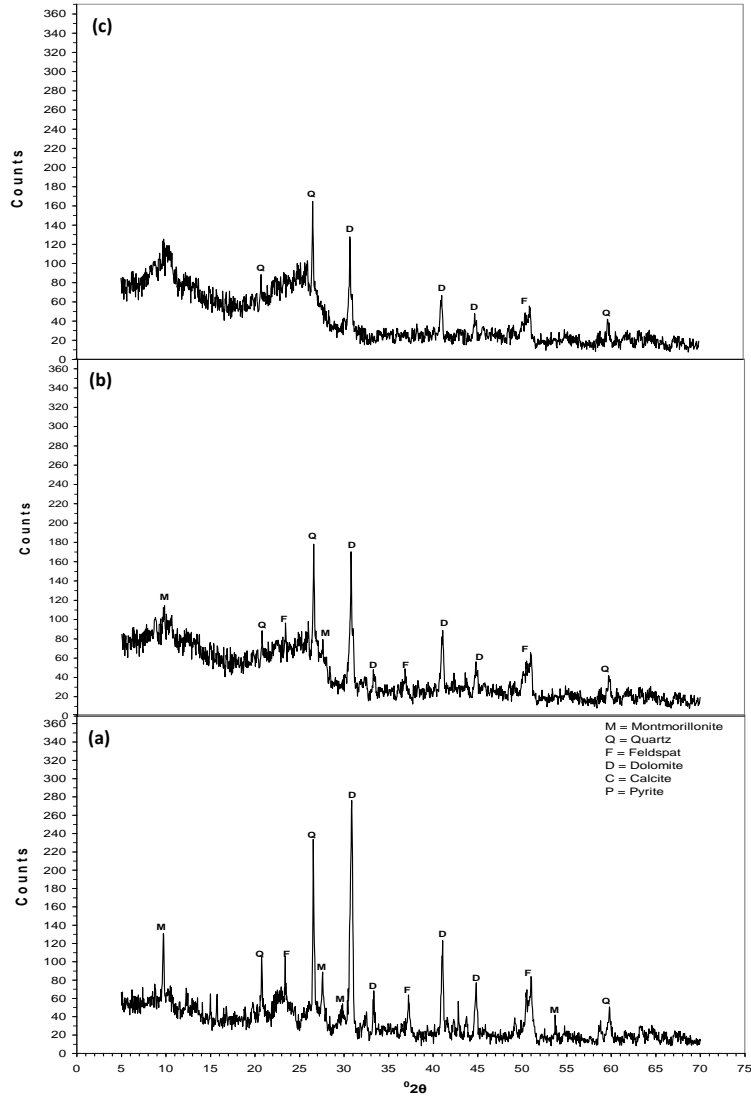 (c)
Counts
360
340
320
300
280
260
240
220
200
180
160
140
120
100
80
60
40
20
0
Q
Q
D
D
D
F
Q
(b)
Counts
360
340
320
300
280
260
240
220
200
180
160
140
120
100
80
60
40
20
0
M
Q
F
Q
M
D
D
F
D
D
F
Q
(a)
M = Montmorillonite
Q = Quartz
F = Feldspat
D = Dolomite
C = Calcite
P = Pyrite
Counts
360
340
320
300
280
260
240
220
200
180
160
140
120
100
80
60
40
20
0
M
Q
F
Q
M
M
D
D
F
D
D
F
M
Q
0 5 10 15 20 25 30 35 40 45 50 55 60 65 70 75
°2θ